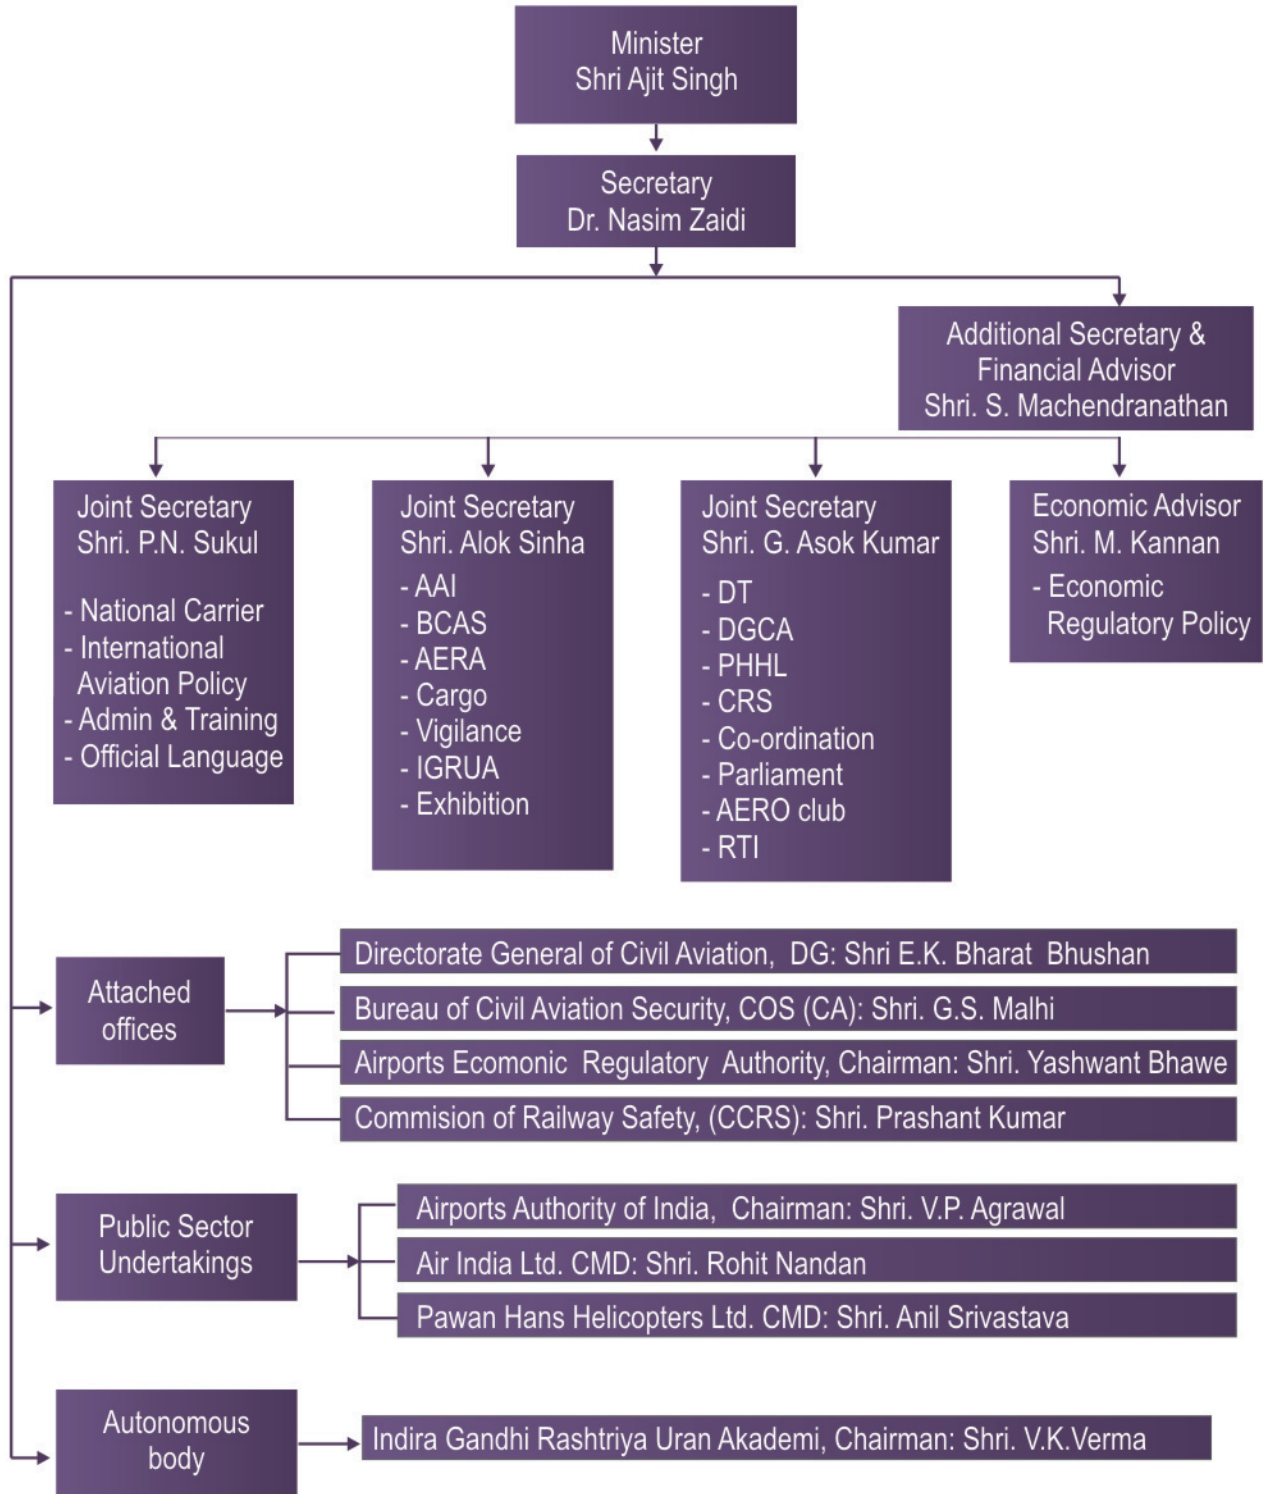 Minister
Shri Ajit Singh
Secretary
Dr. Nasim Zaidi
Additional Secretary &
Financial Advisor
Shri. S. Machendranathan
Joint Secretary
Shri. P.N. Sukul
- National Carrier
- International
Aviation Policy
- Admin & Training
- Official Language
Joint Secretary
Shri. Alok Sinha
- AAI
- BCAS
- AERA
- Cargo
- Vigilance
- IGRUA
- Exhibition
Joint Secretary
Shri. G. Asok Kumar
- DT
- DGCA
- PHHL
- CRS
- Co-ordination
- Parliament
- AERO club
- RTI
Economic Advisor
Shri. M. Kannan
- Economic
Regulatory Policy
Attached
offices
Directorate General of Civil Aviation, DG: Shri E.K. Bharat Bhushan
Bureau of Civil Aviation Security, COS (CA): Shri. G.S. Malhi
Airports Ecomonic Regulatory Authority, Chairman: Shri. Yashwant Bhawe
Commision of Railway Safety, (CCRS): Shri. Prashant Kumar
Public Sector
Undertakings
Airports Authority of India, Chairman: Shri. V.P. Agrawal
Air India Ltd. CMD: Shri. Rohit Nandan
Pawan Hans Helicopters Ltd. CMD: Shri. Anil Srivastava
Autonomous
body
Indira Gandhi Rashtriya Uran Akademi, Chairman: Shri. V.K.Verma